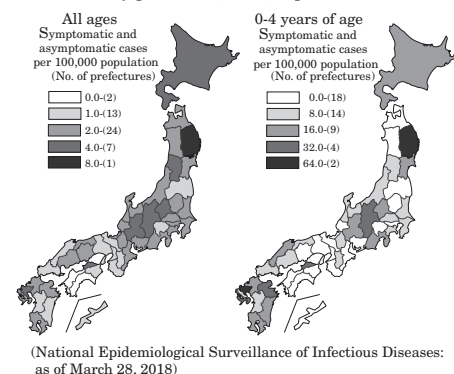 All ages
Symptomatic and
asymptomatic cases
per 100,000 population
(No. of prefectures)
0.0-(2)
1.0-(13)
2.0-(24)
4.0-(7)
8.0-(1)
0-4 years of age
Symptomatic and
asymptomatic cases
per 100,000 population
(No. of prefectures)
0.0-(18)
8.0-(14)
16.0-(9)
32.0-(4)
64.0-(2)
(National Epidemiological Surveillance of Infectious Diseases:
as of March 28, 2018)